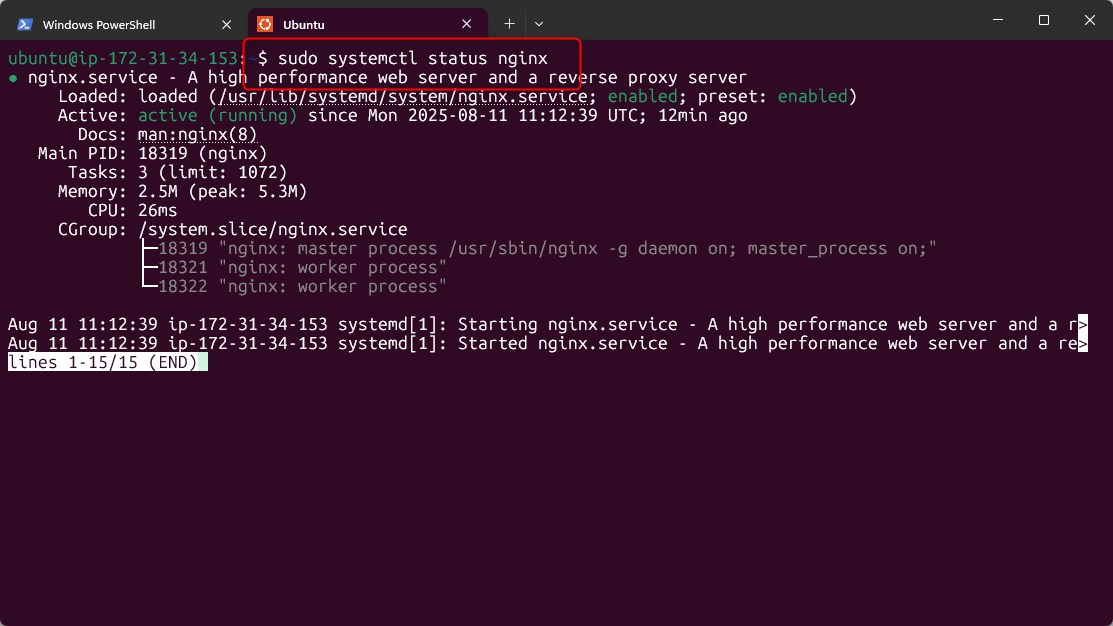 Windows PowerShell
Ubuntu
ubuntu@ip-172-31-34-153:~$ sudo systemctl status nginx
● nginx.service - A high performance web server and a reverse proxy server
Loaded: loaded (/usr/lib/systemd/system/nginx.service; enabled; preset: enabled)
Active: active (running) since Mon 2025-08-11 11:12:39 UTC; 12min ago
Docs: man:nginx(8)
Main PID: 18319 (nginx)
Tasks: 3 (limit: 1072)
Memory: 2.5M (peak: 5.3M)
CPU: 26ms
CGroup: /system.slice/nginx.service
├─18319 "nginx: master process /usr/sbin/nginx -g daemon on; master_process on;"
├─18321 "nginx: worker process"
└─18322 "nginx: worker process"
Aug 11 11:12:39 ip-172-31-34-153 systemd[1]: Starting nginx.service - A high performance web server and a r>
Aug 11 11:12:39 ip-172-31-34-153 systemd[1]: Started nginx.service - A high performance web server and a re>
lines 1-15/15 (END)